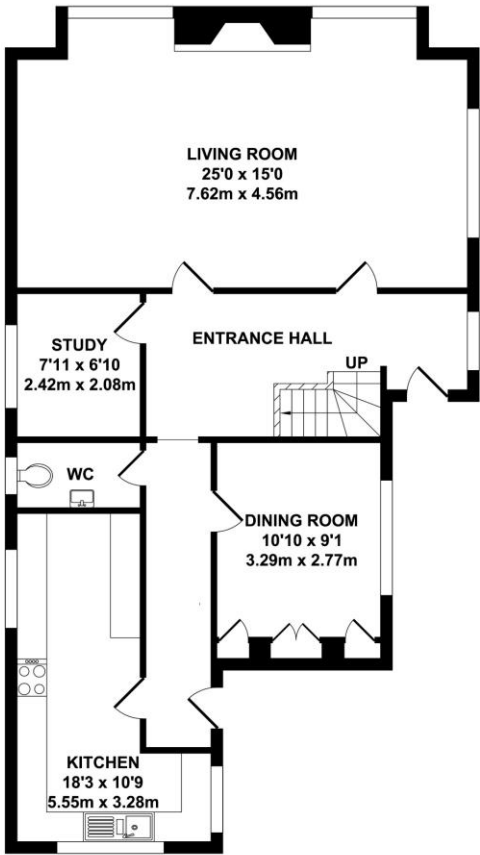 LIVING ROOM
25'0 x 15'0
7.62m x 4.56m
STUDY
7'11 x 6'10
2.42m x 2.08m
ENTRANCE HALL
UP
WC
DINING ROOM
10'10 x 9'1
3.29m x 2.77m
KITCHEN
18'3 x 10'9
5.55m x 3.28m